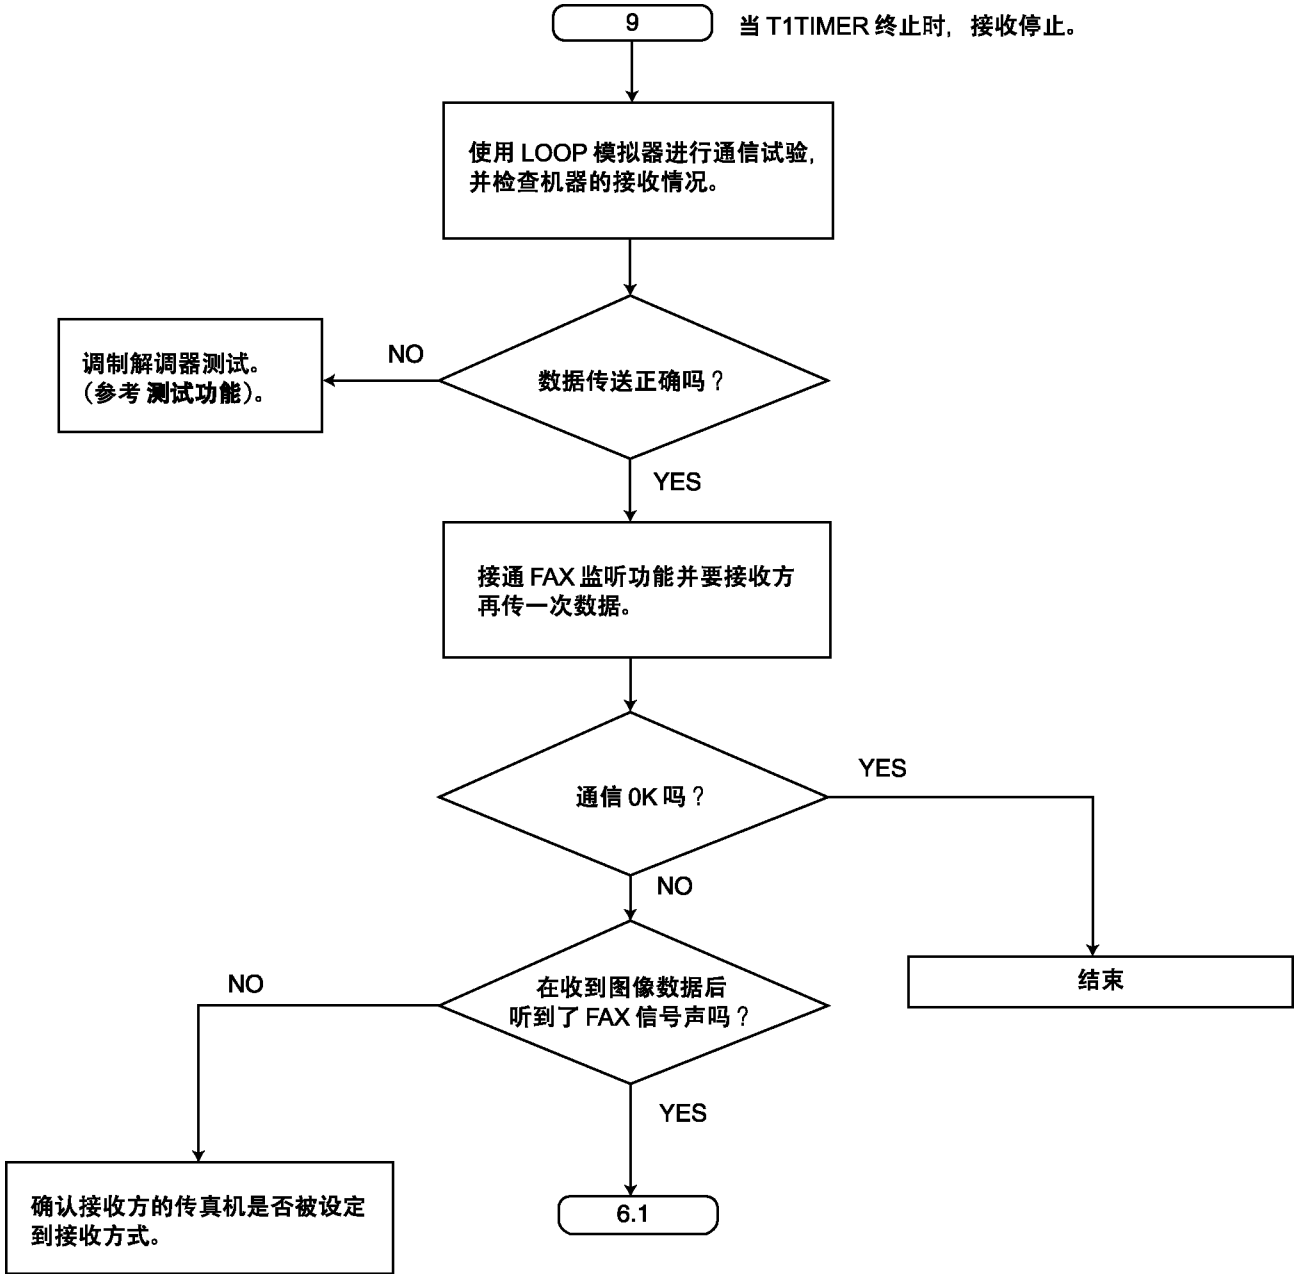 9
当 T1TIMER 终止时，接收停止。
使用 LOOP 模拟器进行通信试验，
并检查机器的接收情况。
NO
调制解调器测试。
（参考 测试功能）。
数据传送正确吗？
YES
接通 FAX 监听功能并要接收方
再传一次数据。
YES
通信 0K 吗？
NO
NO
在收到图像数据后
听到了 FAX 信号声吗？
结束
YES
确认接收方的传真机是否被设定
到接收方式。
6.1